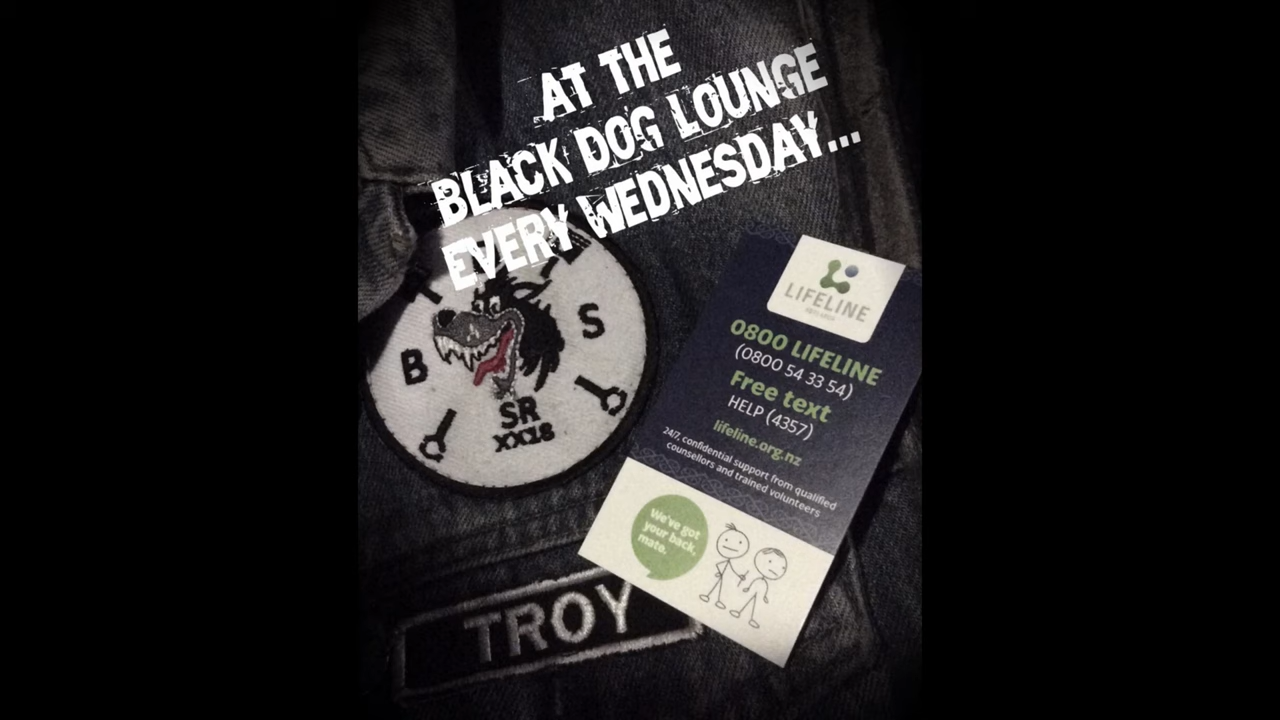 AT THE
BLACK DOG LOUNGE
EVERY WEDNESDAY...
B T S
SR
XX18
TROY
LIFELINE
0800 LIFELINE
(0800 54 33 54)
Free text
HELP (4357)
lifeline.org.nz
24/7, confidential support from qualified
counsellors and trained volunteers
We've got
your back,
mate.